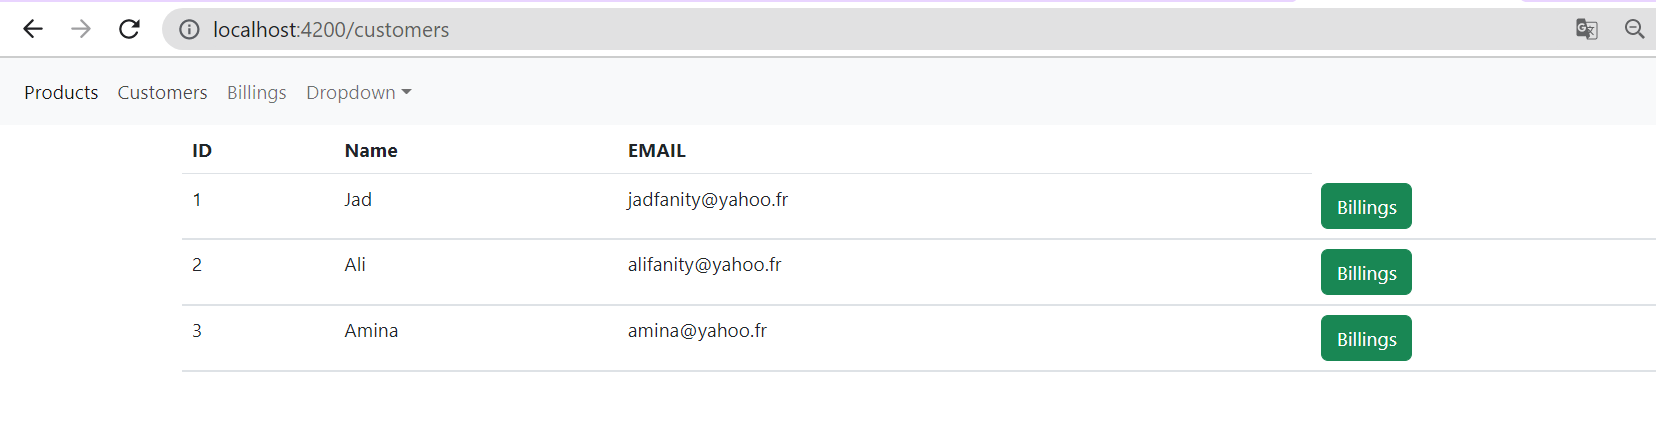 localhost:4200/customers
Products Customers Billings Dropdown
ID Name EMAIL
1 Jad jadfanity@yahoo.fr Billings
2 Ali alifanity@yahoo.fr Billings
3 Amina amina@yahoo.fr Billings